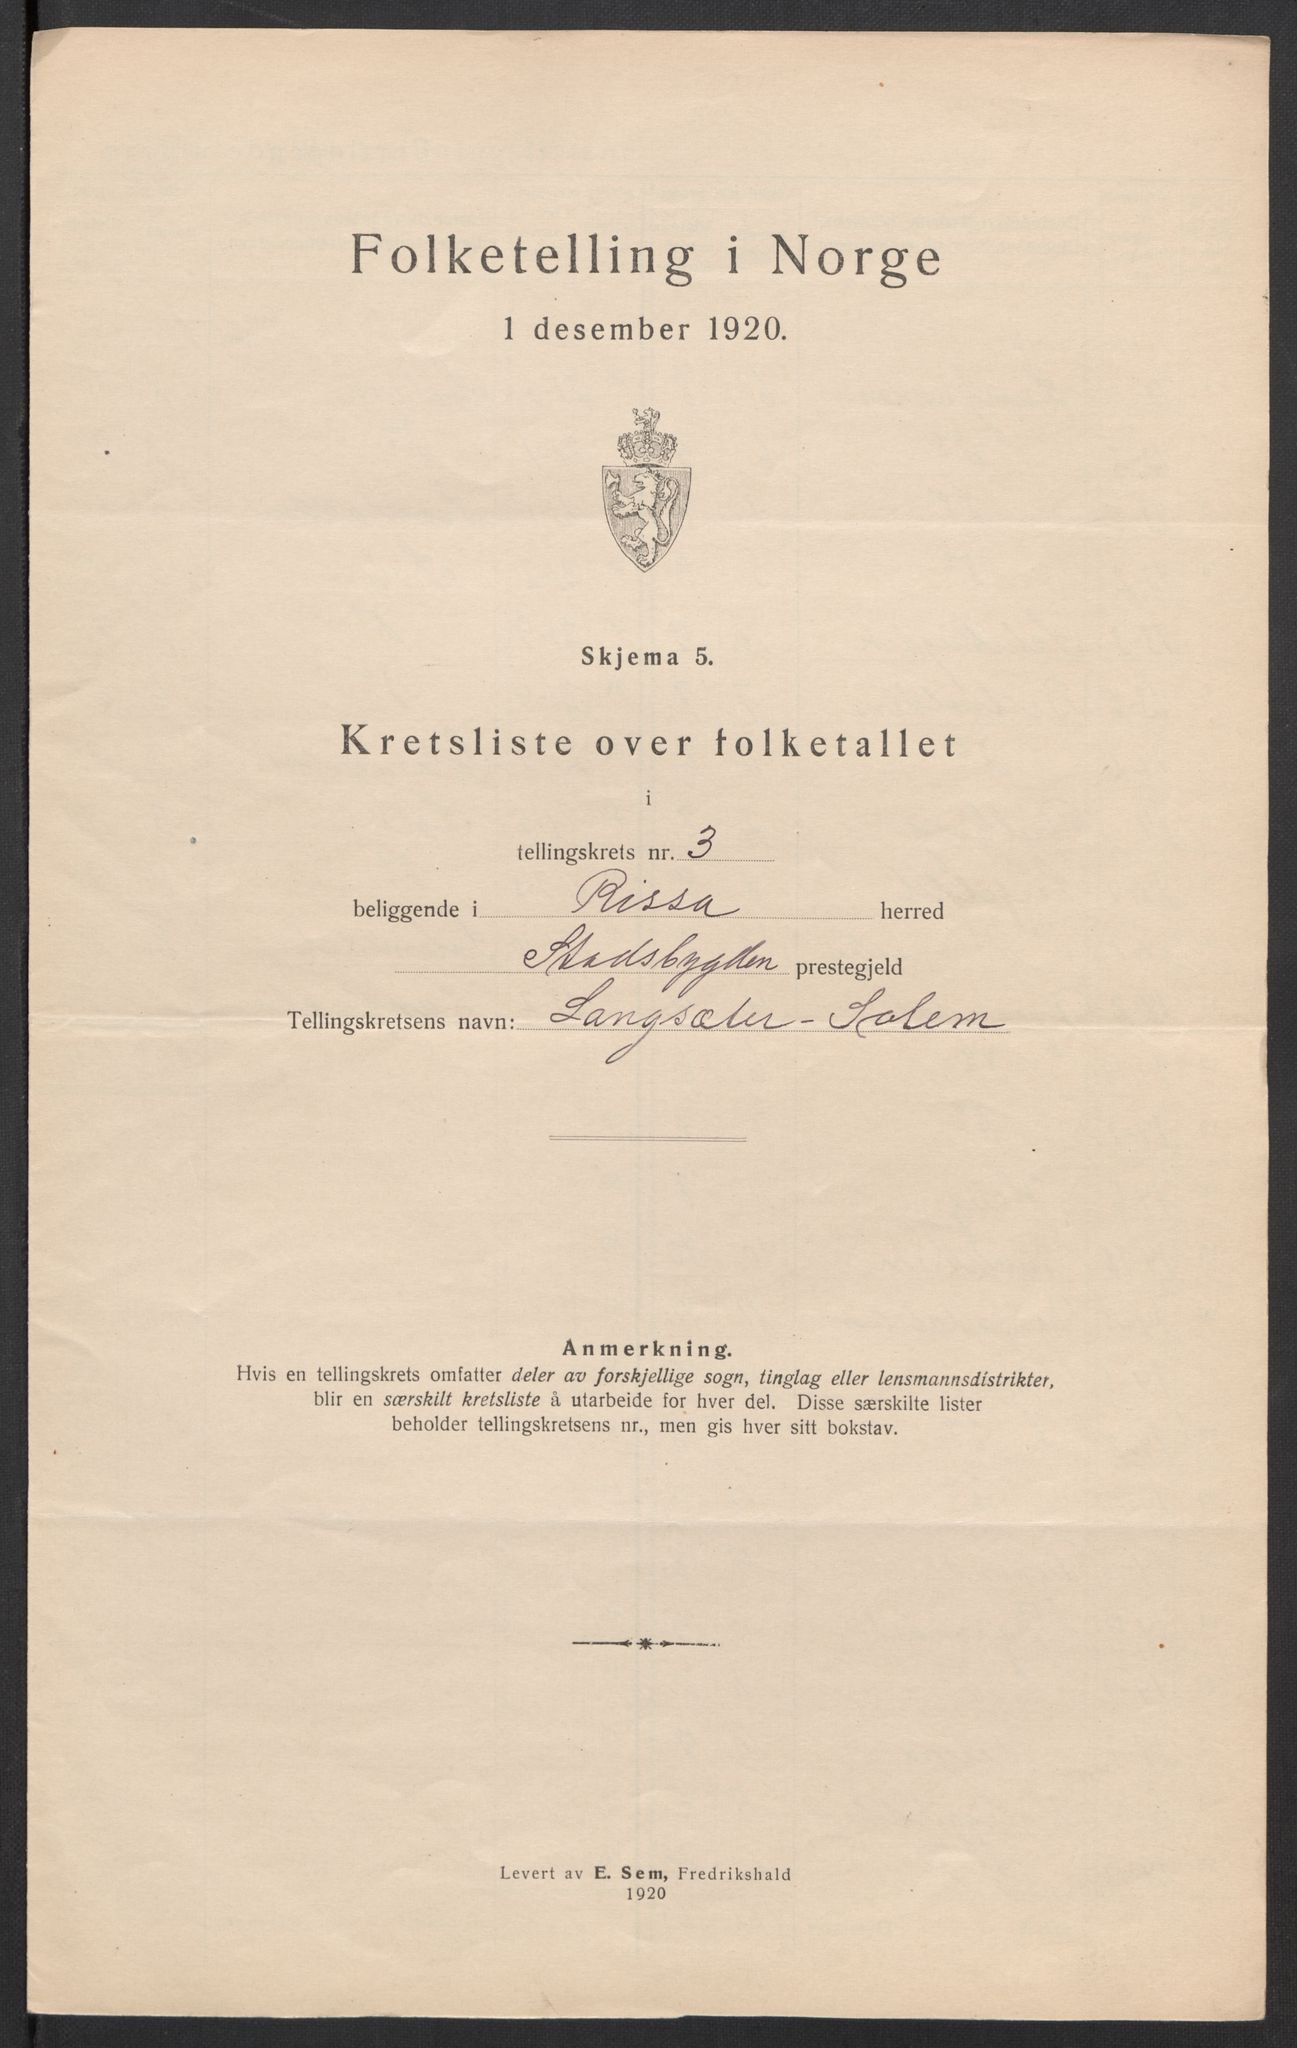 Folketelling i Norge
1 desember 1920.
Skjema 5.
Kretsliste over folketallet
i
tellingskrets nr. 3
beliggende i Rissa herred
Stadsbygden prestegjeld
Tellingskretsens navn: Langsæter - Solem
Anmerkning.
Hvis en tellingskrets omfatter deler av forskjellige sogn, tinglag eller lensmannsdistrikter,
blir en særskilt kretsliste å utarbeide for hver del. Disse særskilte lister
beholder tellingskretsens nr., men gis hver sitt bokstav.
Levert av E. Sem, Fredrikshald
1920